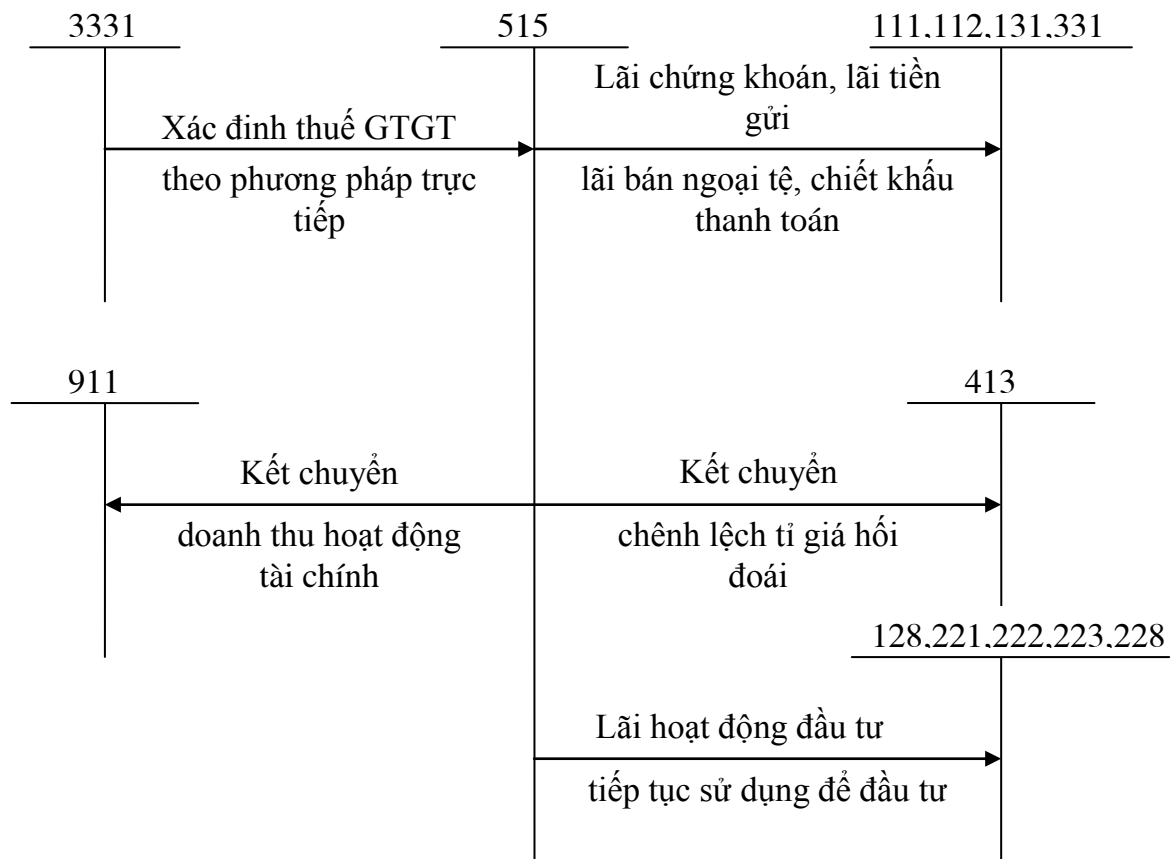 3331
515
111,112,131,331
Lãi chứng khoán, lãi tiền
gửi
Xác đinh thuế GTGT
theo phương pháp trực
tiếp
lãi bán ngoại tệ, chiết khấu
thanh toán
911
413
Kết chuyển
Kết chuyển
doanh thu hoạt động
tài chính
chênh lệch tỉ giá hối
đoái
128,221,222,223,228
Lãi hoạt động đầu tư
tiếp tục sử dụng để đầu tư